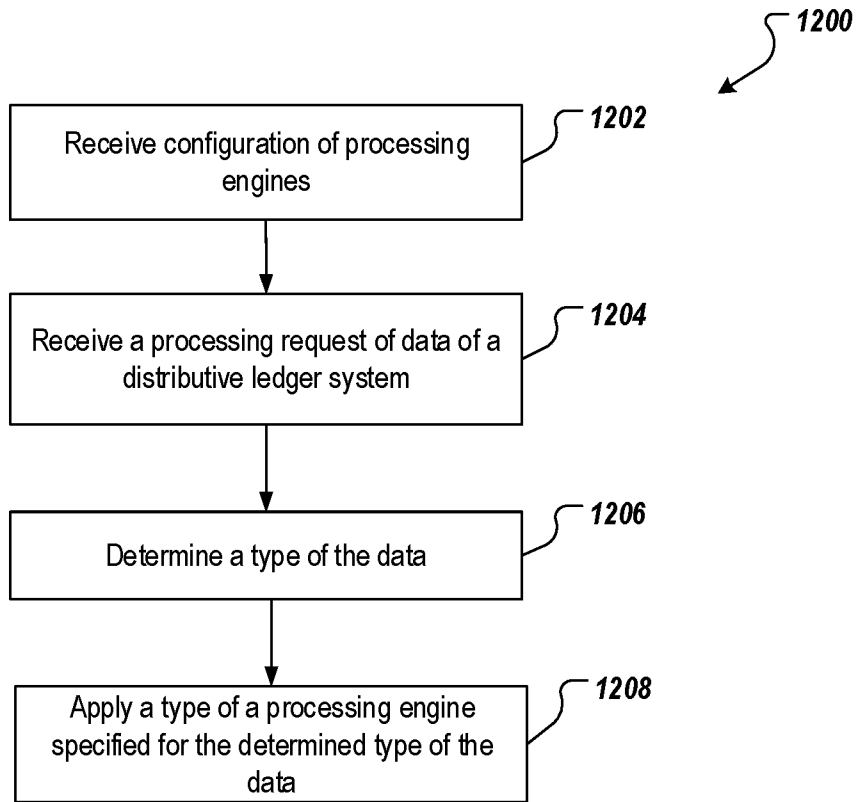 1200
1202
Receive configuration of processing
engines
1204
Receive a processing request of data of a
distributive ledger system
1206
Determine a type of the data
1208
Apply a type of a processing engine
specified for the determined type of the
data